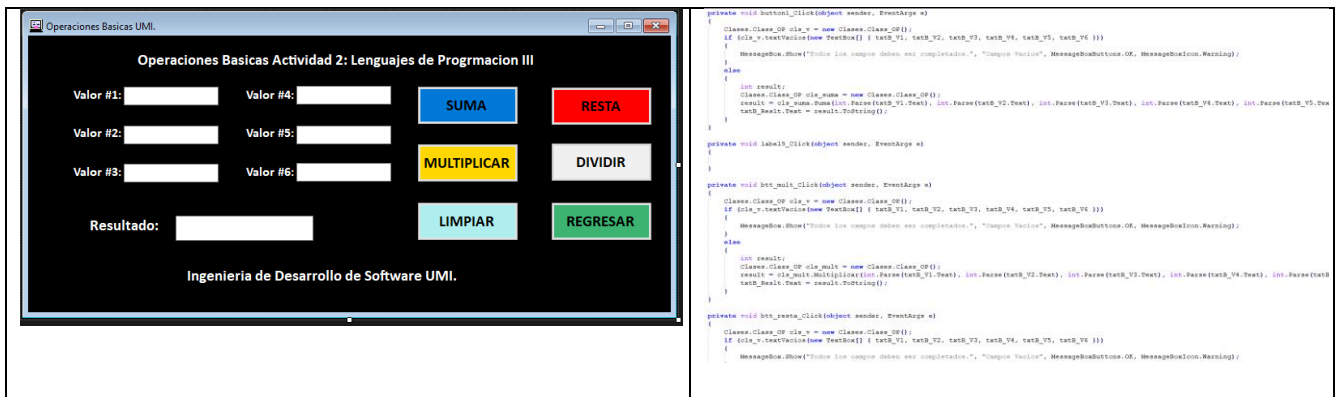 Operaciones Basicas UMI.
Operaciones Basicas Actividad 2: Lenguajes de Progrmacion III
Valor #1:
Valor #4:
SUMA
RESTA
Valor #2:
Valor #5:
MULTIPLICAR
DIVIDIR
Valor #3:
Valor #6:
LIMPIAR
REGRESAR
Resultado:
Ingenieria de Desarrollo de Software UMI.
private void button1_Click(object sender, EventArgs e)
{
Clases.Class_OP cls_v = new Clases.Class_OP();
if (cls_v.textVacios(new TextBox[] { txtB_V1, txtB_V2, txtB_V3, txtB_V4, txtB_V5, txtB_V6 }))
{
MessageBox.Show("Todos los campos deben ser completados.", "Campos Vacios", MessageBoxButtons.OK, MessageBoxIcon.Warning);
}
else
{
int result;
Clases.Class_OP cls_suma = new Clases.Class_OP();
result = cls_suma.Suma(int.Parse(txtB_V1.Text), int.Parse(txtB_V2.Text), int.Parse(txtB_V3.Text), int.Parse(txtB_V4.Text), int.Parse(txtB_V5.Tex
txtB_Reslt.Text = result.ToString();
}
}
private void label9_Click(object sender, EventArgs e)
{
}
private void btt_mult_Click(object sender, EventArgs e)
{
Clases.Class_OP cls_v = new Clases.Class_OP();
if (cls_v.textVacios(new TextBox[] { txtB_V1, txtB_V2, txtB_V3, txtB_V4, txtB_V5, txtB_V6 }))
{
MessageBox.Show("Todos los campos deben ser completados.", "Campos Vacios", MessageBoxButtons.OK, MessageBoxIcon.Warning);
}
else
{
int result;
Clases.Class_OP cls_mult = new Clases.Class_OP();
result = cls_mult.Multiplicar(int.Parse(txtB_V1.Text), int.Parse(txtB_V2.Text), int.Parse(txtB_V3.Text), int.Parse(txtB_V4.Text), int.Parse(txtB
txtB_Reslt.Text = result.ToString();
}
}
private void btt_resta_Click(object sender, EventArgs e)
{
Clases.Class_OP cls_v = new Clases.Class_OP();
if (cls_v.textVacios(new TextBox[] { txtB_V1, txtB_V2, txtB_V3, txtB_V4, txtB_V5, txtB_V6 }))
{
MessageBox.Show("Todos los campos deben ser completados.", "Campos Vacios", MessageBoxButtons.OK, MessageBoxIcon.Warning);